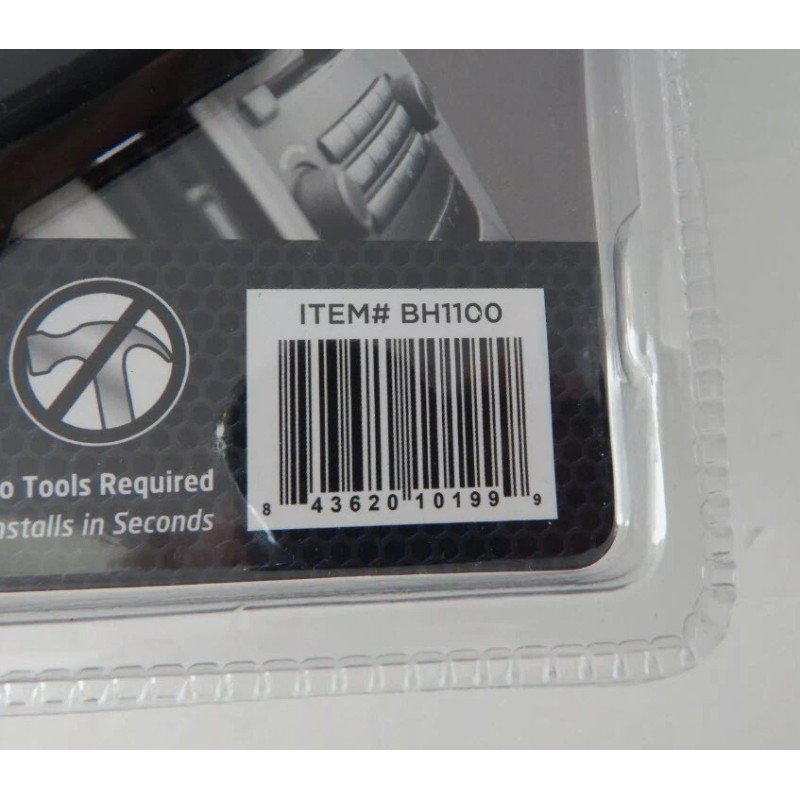 ITEM# BH1100
8 43620 10199 9
o Tools Required
nstalls in Seconds